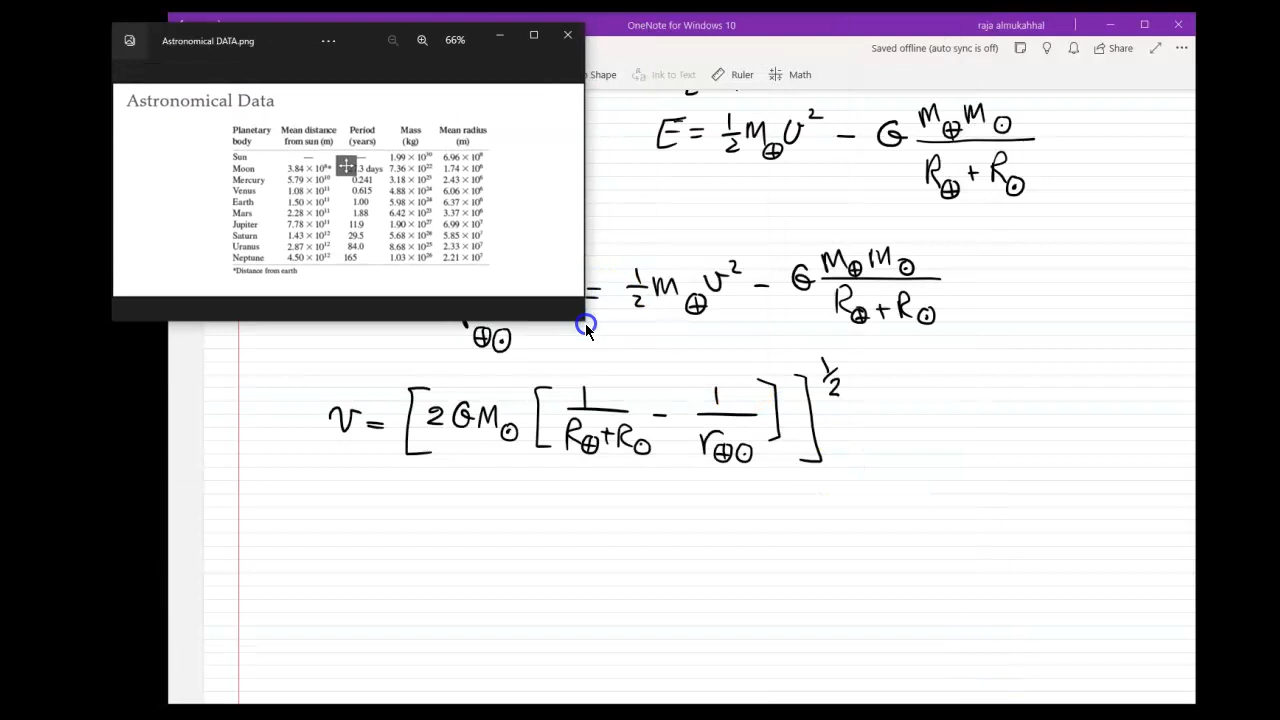 OneNote for Windows 10
raja almukahhal
Astronomical DATA.png
66%
Saved offline (auto sync is off)
Share
Shape
Ink to Text
Ruler
Math
Astronomical Data
Planetary body Mean distance from sun (m) Period (years) Mass (kg) Mean radius (m)
Sun — — 1.99 × 10³⁰ 6.96 × 10⁸
Moon 3.84 × 10⁸* .3 days 7.36 × 10²² 1.74 × 10⁶
Mercury 5.79 × 10¹⁰ 0.241 3.18 × 10²³ 2.43 × 10⁶
Venus 1.08 × 10¹¹ 0.615 4.88 × 10²⁴ 6.06 × 10⁶
Earth 1.50 × 10¹¹ 1.00 5.98 × 10²⁴ 6.37 × 10⁶
Mars 2.28 × 10¹¹ 1.88 6.42 × 10²³ 3.37 × 10⁶
Jupiter 7.78 × 10¹¹ 11.9 1.90 × 10²⁷ 6.99 × 10⁷
Saturn 1.43 × 10¹² 29.5 5.68 × 10²⁶ 5.85 × 10⁷
Uranus 2.87 × 10¹² 84.0 8.68 × 10²⁵ 2.33 × 10⁷
Neptune 4.50 × 10¹² 165 1.03 × 10²⁶ 2.21 × 10⁷
*Distance from earth
E = ½ M⊕ v² − G M⊕ M⊙ / (R⊕ + R⊙)
⊕⊙ = ½ M⊕ v² − G M⊕ M⊙ / (R⊕ + R⊙)
v = [2 G M⊙ [1 / (R⊕ + R⊙) − 1 / r⊕⊙]]^½